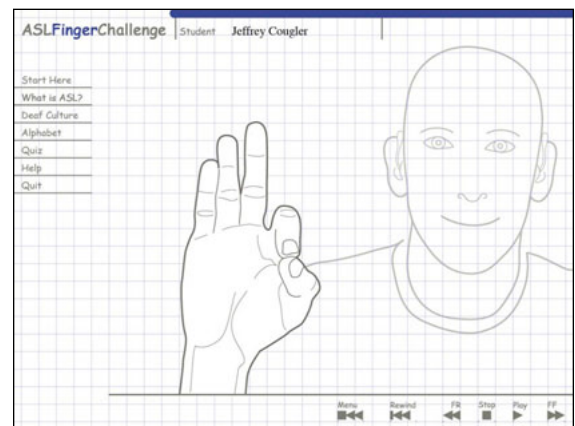 ASLFingerChallenge Student Jeffrey Cougler
Start Here
What is ASL?
Deaf Culture
Alphabet
Quiz
Help
Quit
Menu Rewind FR Stop Play FF